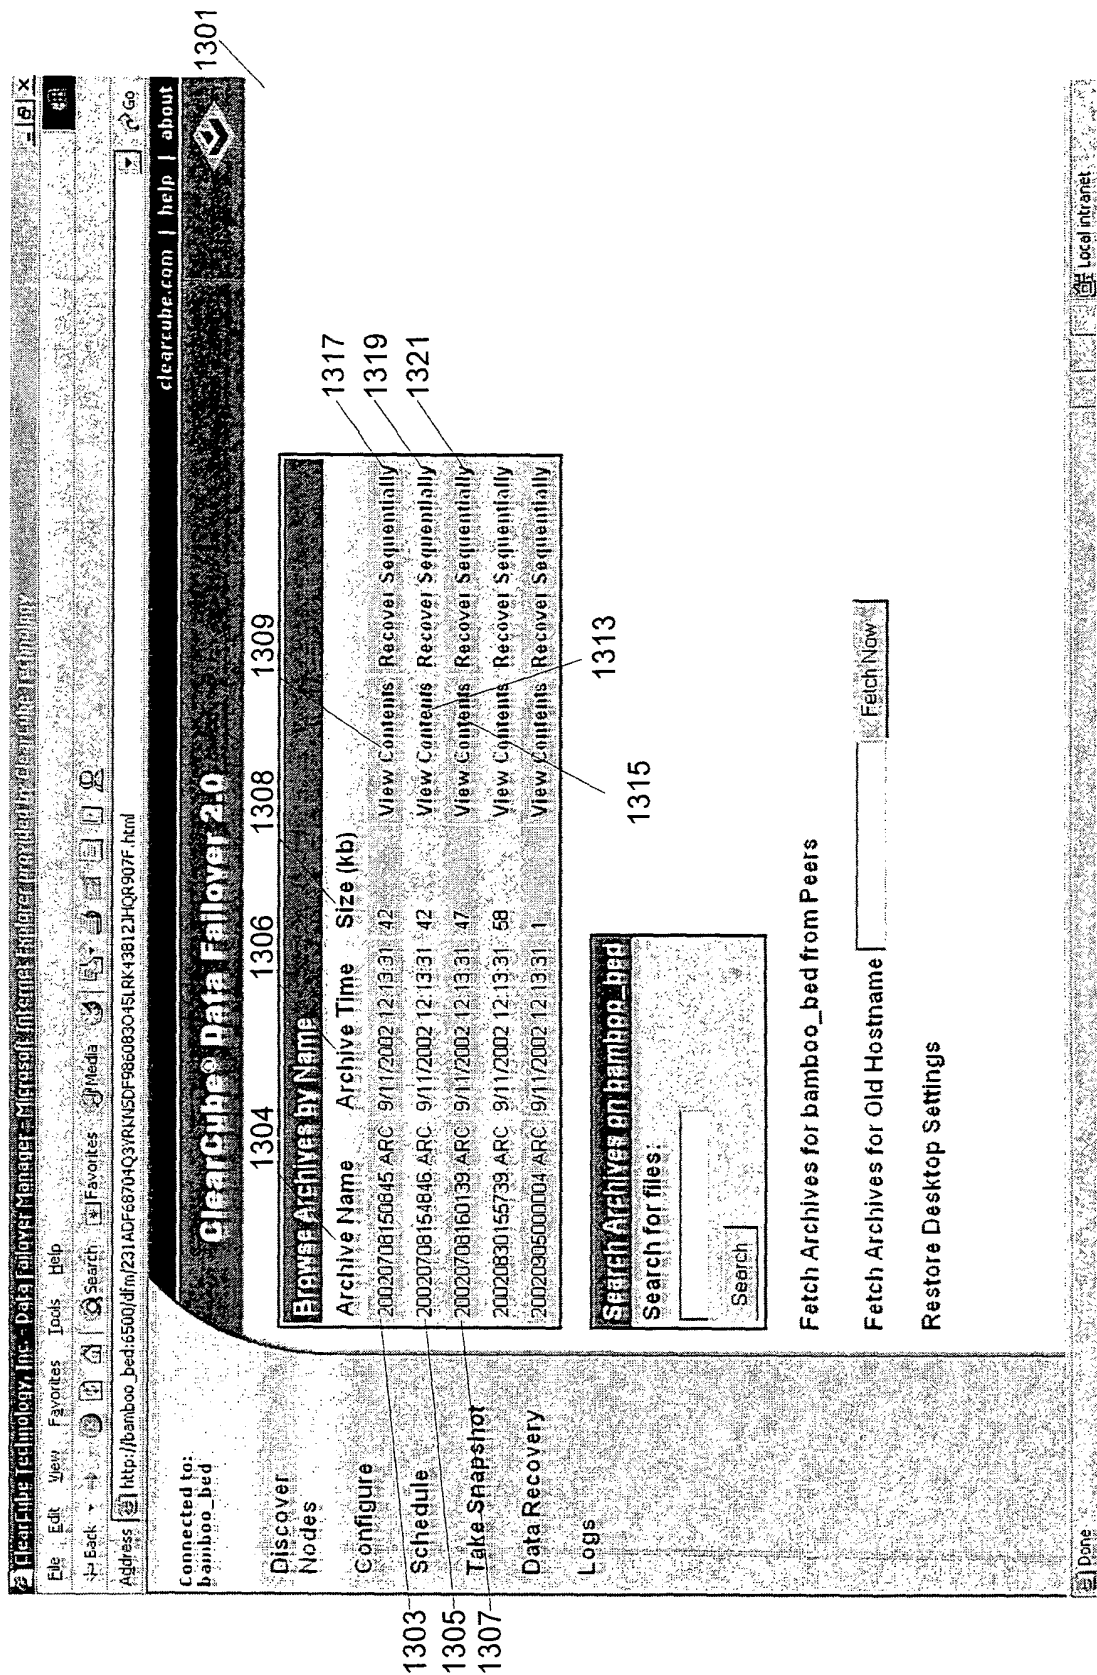 ClearCube Technology, Inc. - Data Failover Manager - Microsoft Internet Explorer provided by ClearCube Technology
File Edit View Favorites Tools Help
Back Search Favorites Media
Address http://bamboo_bed:6500/dfm/231ADF68704Q3YRKNSDF986083O45LRK43812JHQR907F.html Go
clearcube.com | help | about
1301
Connected to:
bamboo_bed
ClearCube® Data Failover 2.0
Discover
Nodes
Configure
Schedule
Take Snapshot
Data Recovery
Logs
1303
1305
1307
1304
1306
1308
1309
Browse Archives by Name
Archive Name Archive Time Size (kb)
20020708150845.ARC 9/11/2002 12:13:31 42 View Contents Recover Sequentially
20020708154846.ARC 9/11/2002 12:13:31 42 View Contents Recover Sequentially
20020708160139.ARC 9/11/2002 12:13:31 47 View Contents Recover Sequentially
20020830155739.ARC 9/11/2002 12:13:31 58 View Contents Recover Sequentially
20020905000004.ARC 9/11/2002 12:13:31 1 View Contents Recover Sequentially
1317
1319
1321
1313
1315
Search Archives on bamboo_bed
Search for files:
Search
Fetch Archives for bamboo_bed from Peers
Fetch Archives for Old Hostname Fetch Now
Restore Desktop Settings
Done Local intranet